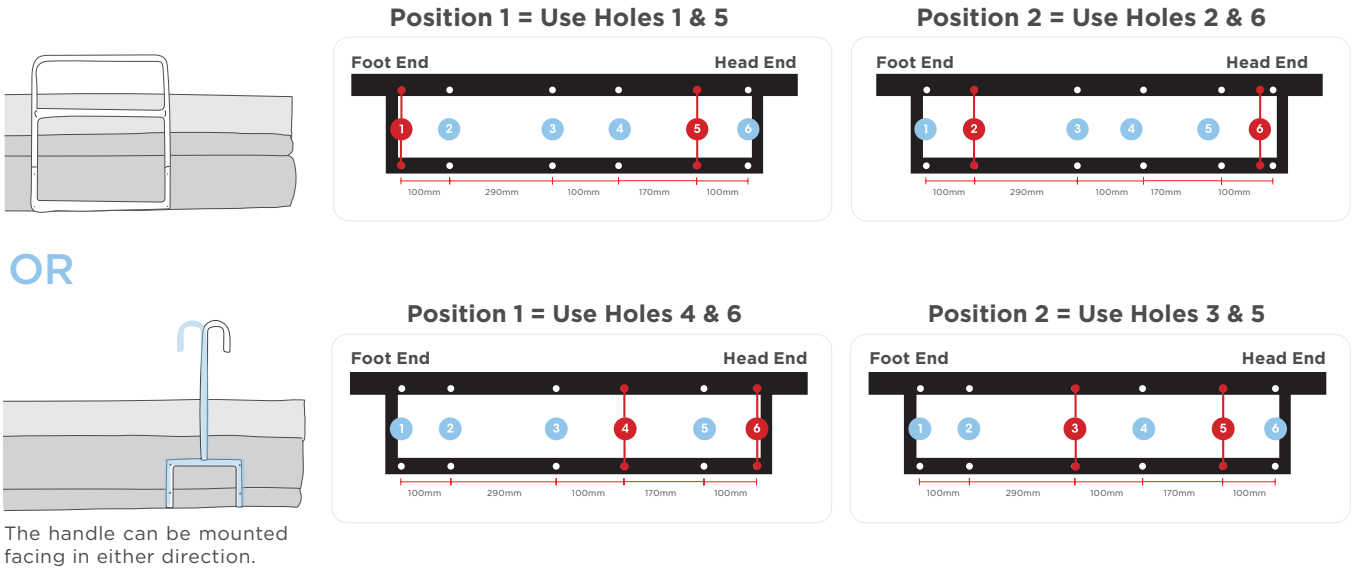 Position 1 = Use Holes 1 & 5
Foot End
Head End
1
2
3
4
5
6
100mm
290mm
100mm
170mm
100mm
Position 2 = Use Holes 2 & 6
Foot End
Head End
1
2
3
4
5
6
100mm
290mm
100mm
170mm
100mm
OR
Position 1 = Use Holes 4 & 6
Foot End
Head End
1
2
3
4
5
6
100mm
290mm
100mm
170mm
100mm
Position 2 = Use Holes 3 & 5
Foot End
Head End
1
2
3
4
5
6
100mm
290mm
100mm
170mm
100mm
The handle can be mounted
facing in either direction.